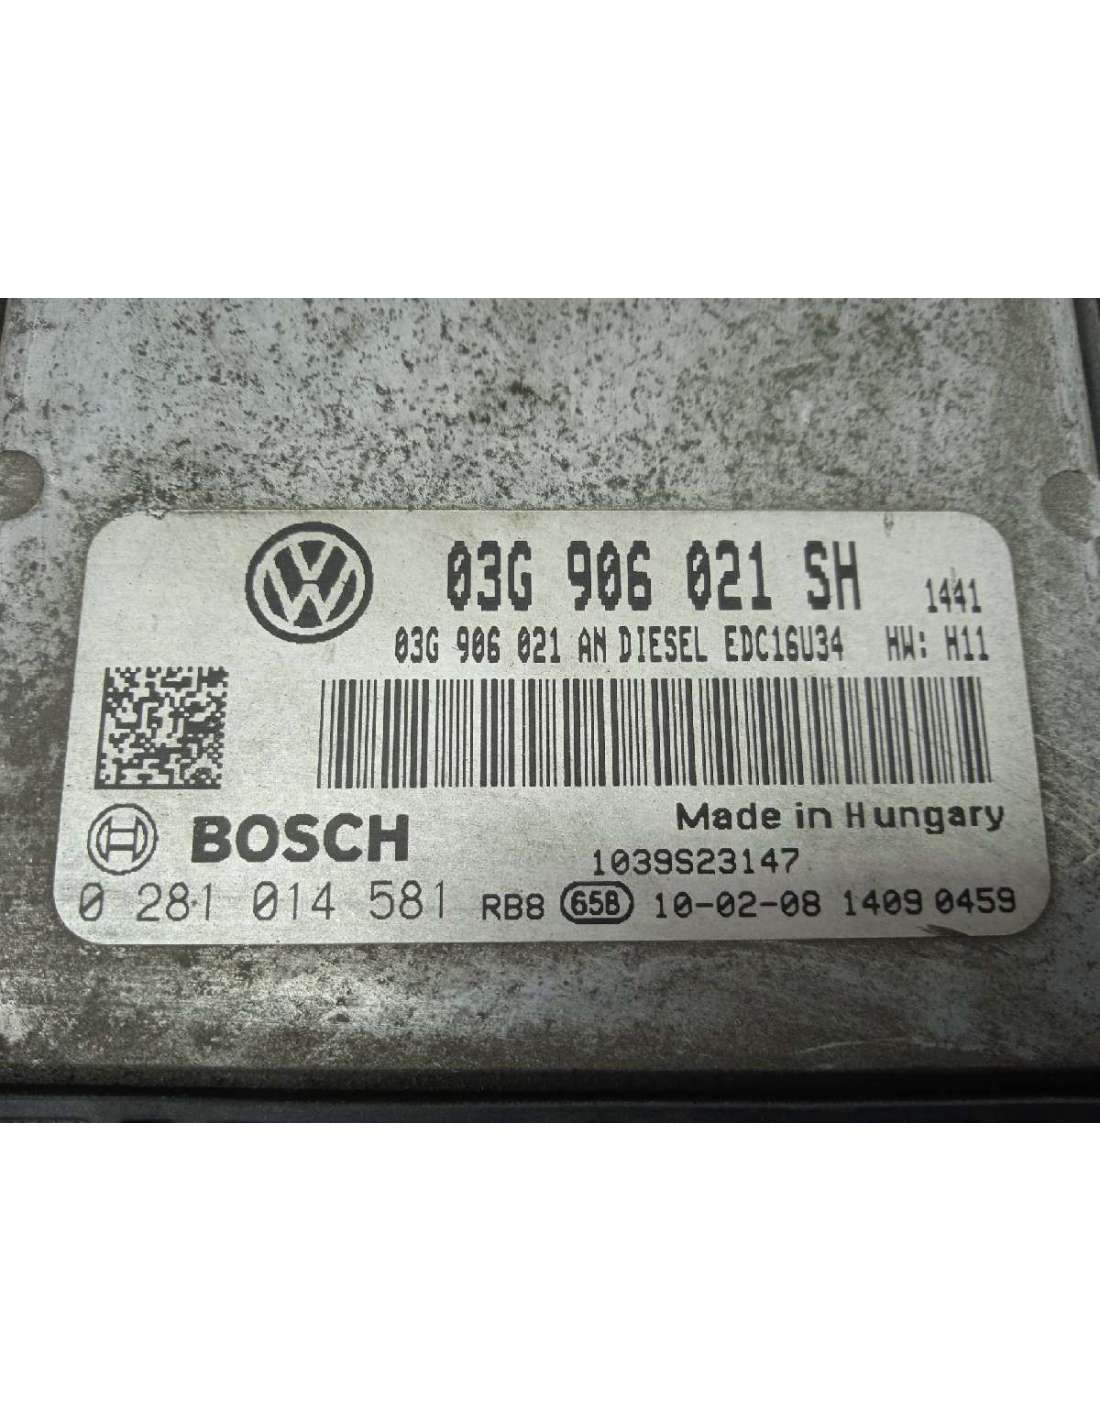 03G 906 021 SH 1441
03G 906 021 AN DIESEL EDC16U34 HW: H11
Made in Hungary
BOSCH
1039S23147
0 281 014 581 RB8 65B 10-02-08 1409 0459